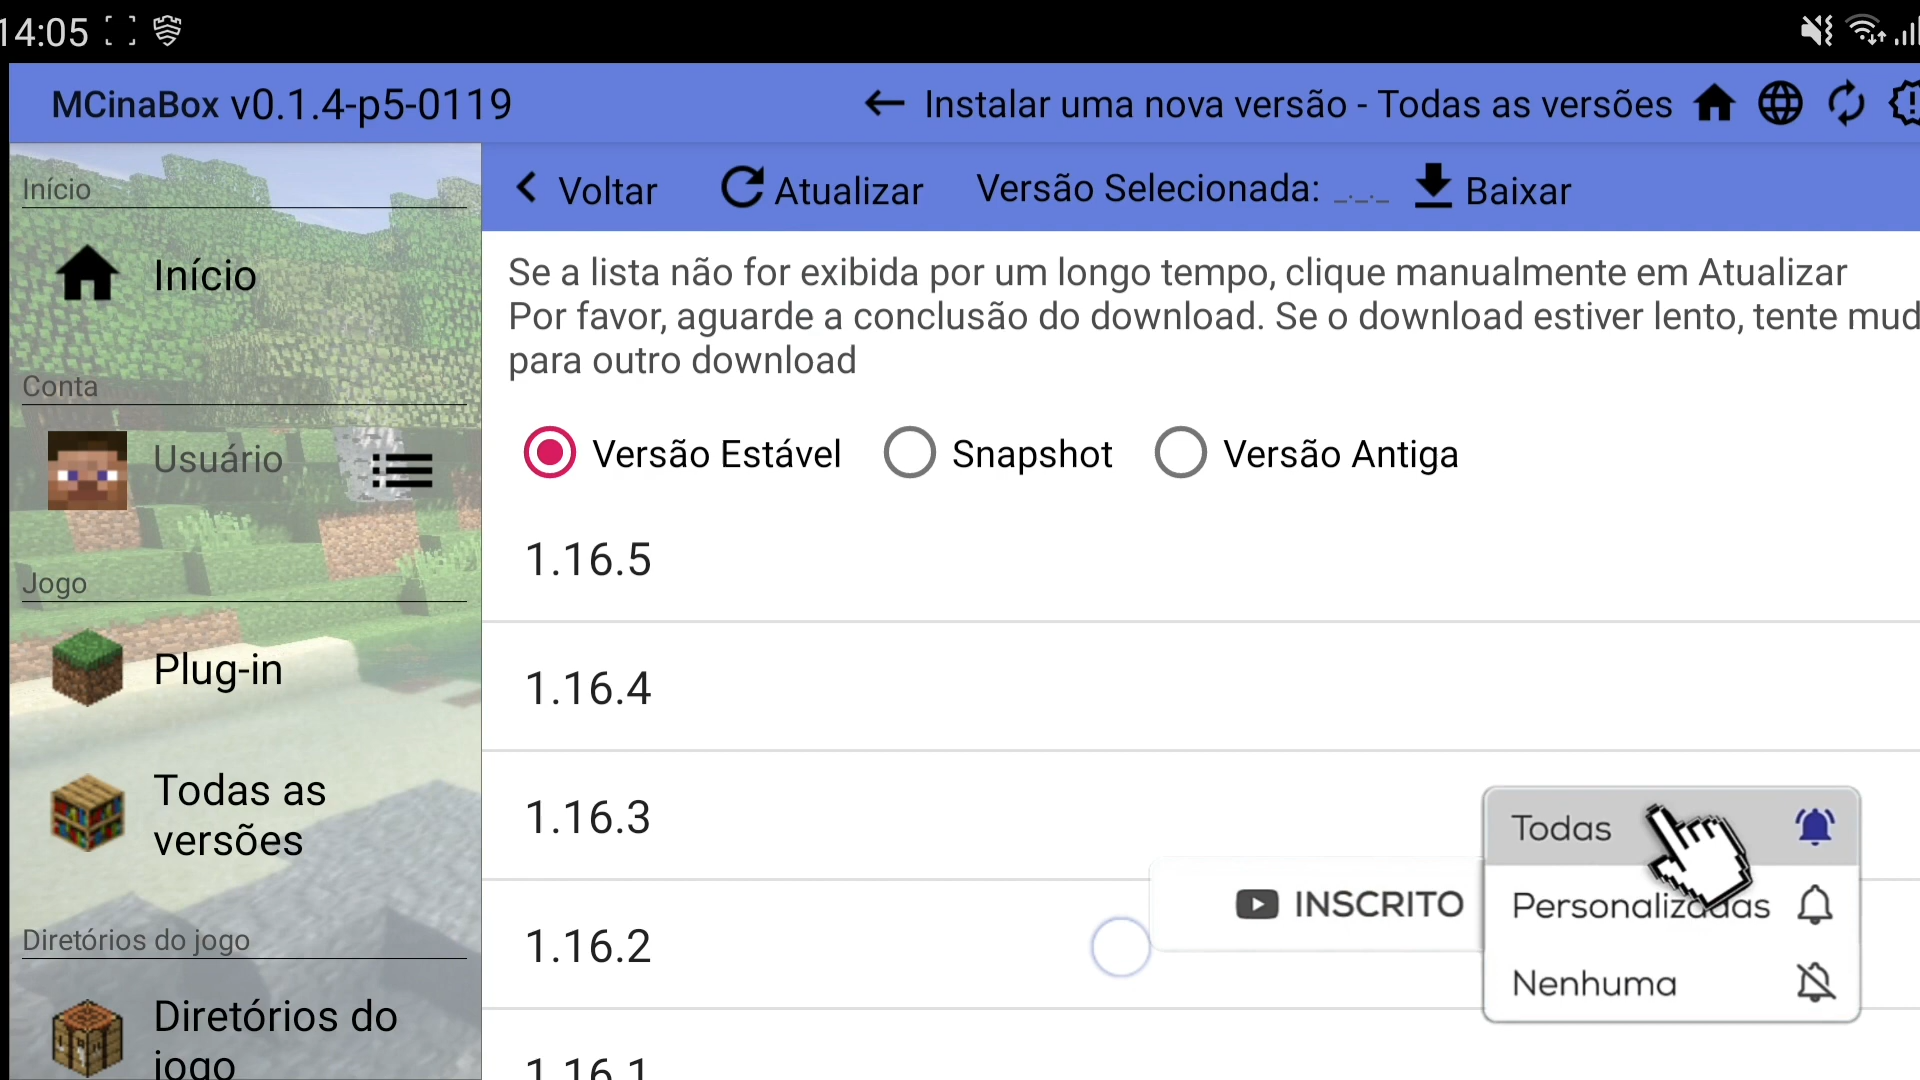 14:05
MCinaBox v0.1.4-p5-0119
Instalar uma nova versão - Todas as versões
Início
Início
Conta
Usuário
Jogo
Plug-in
Todas as
versões
Diretórios do jogo
Diretórios do
jogo
Voltar
Atualizar
Versão Selecionada: _._._
Baixar
Se a lista não for exibida por um longo tempo, clique manualmente em Atualizar
Por favor, aguarde a conclusão do download. Se o download estiver lento, tente mud
para outro download
Versão Estável
Snapshot
Versão Antiga
1.16.5
1.16.4
1.16.3
1.16.2
1.16.1
INSCRITO
Todas
Personalizadas
Nenhuma